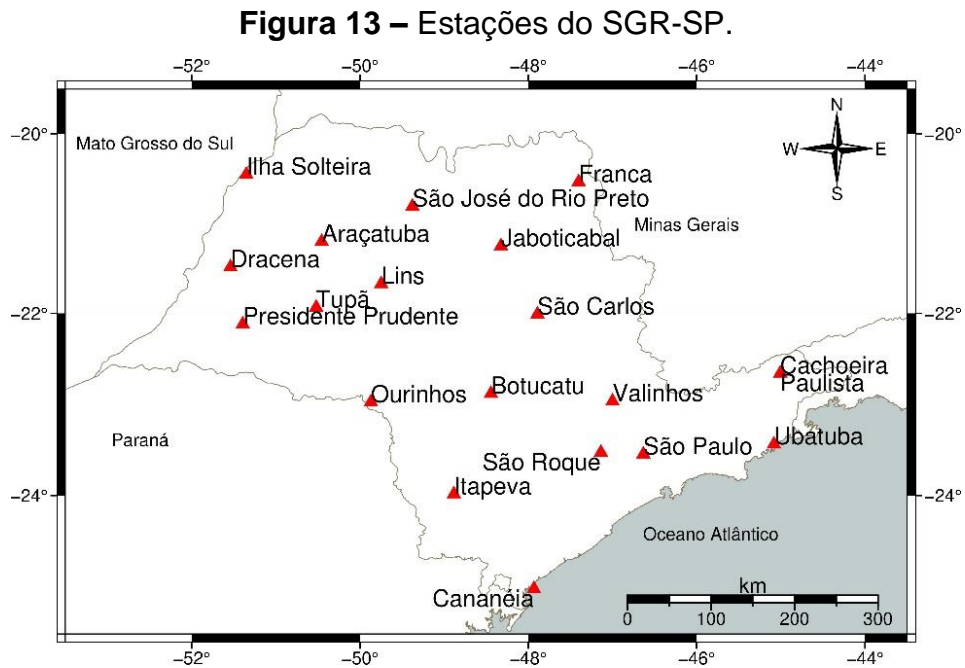 Figura 13 – Estações do SGR-SP.
−52° −50° −48° −46° −44°
−20° −20°
N
Mato Grosso do Sul
W E
Ilha Solteira
Franca
S
São José do Rio Preto
Minas Gerais
Araçatuba
Jaboticabal
Dracena
Lins
Tupã
São Carlos
−22° −22°
Presidente Prudente
Cachoeira
Paulista
Botucatu
Ourinhos
Valinhos
Paraná
Ubatuba
São Paulo
São Roque
Itapeva
−24° −24°
Oceano Atlântico
km
Cananéia
0 100 200 300
−52° −50° −48° −46° −44°